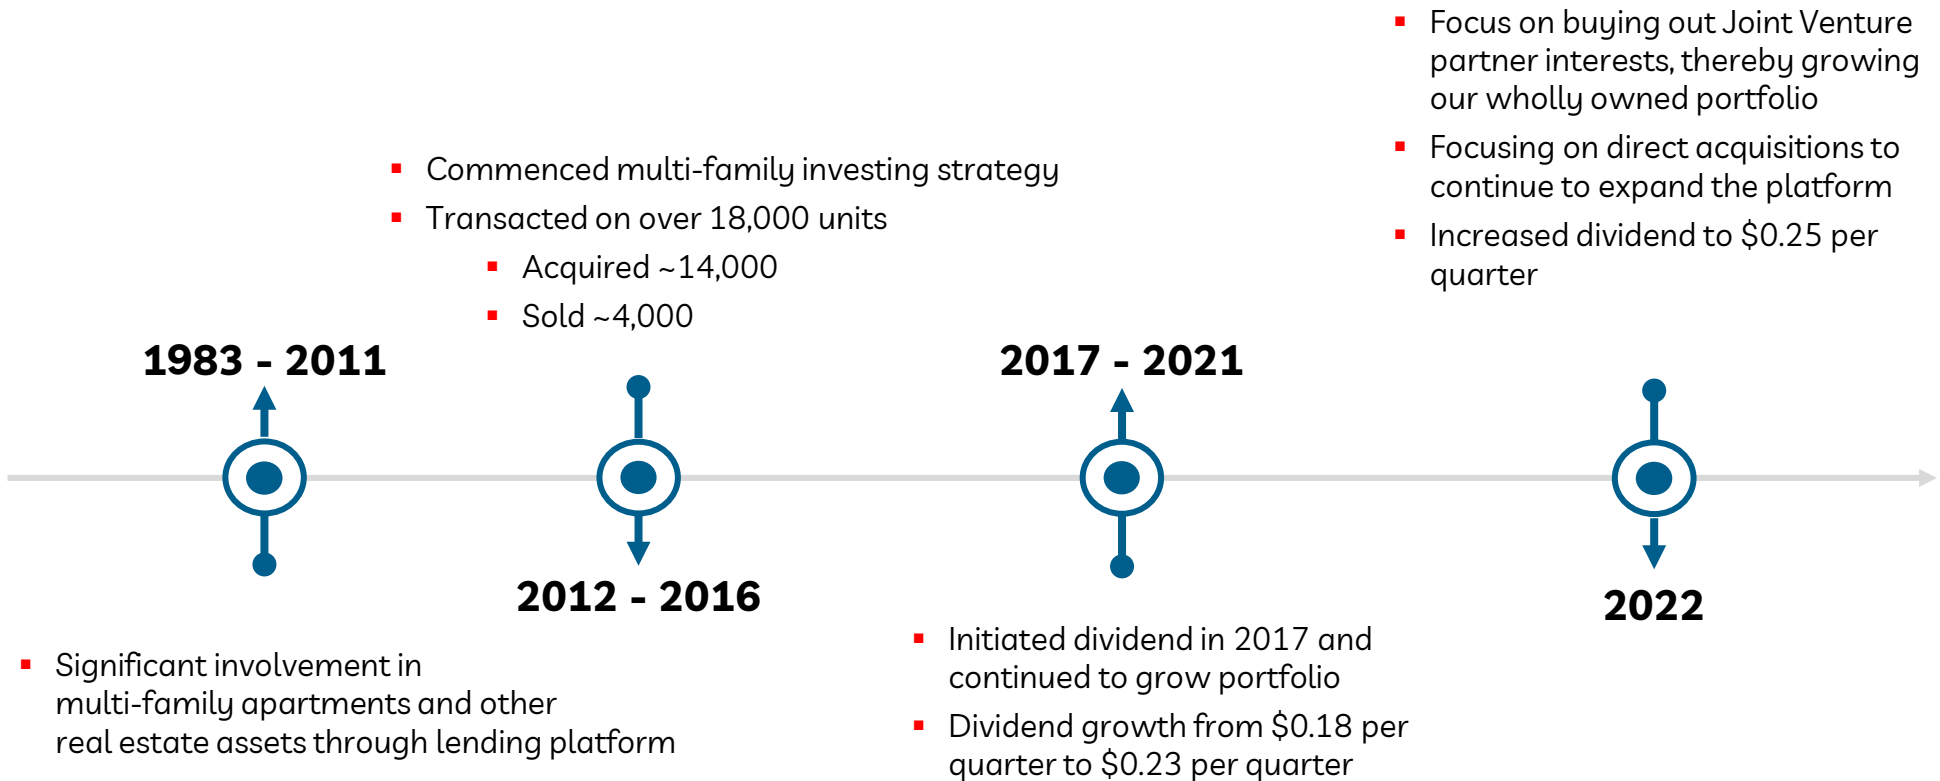 1983 - 2011
▪ Significant involvement in
multi-family apartments and other
real estate assets through lending platform
▪ Commenced multi-family investing strategy
▪ Transacted on over 18,000 units
▪ Acquired ~14,000
▪ Sold ~4,000
2012 - 2016
2017 - 2021
▪ Initiated dividend in 2017 and
continued to grow portfolio
▪ Dividend growth from $0.18 per
quarter to $0.23 per quarter
▪ Focus on buying out Joint Venture
partner interests, thereby growing
our wholly owned portfolio
▪ Focusing on direct acquisitions to
continue to expand the platform
▪ Increased dividend to $0.25 per
quarter
2022